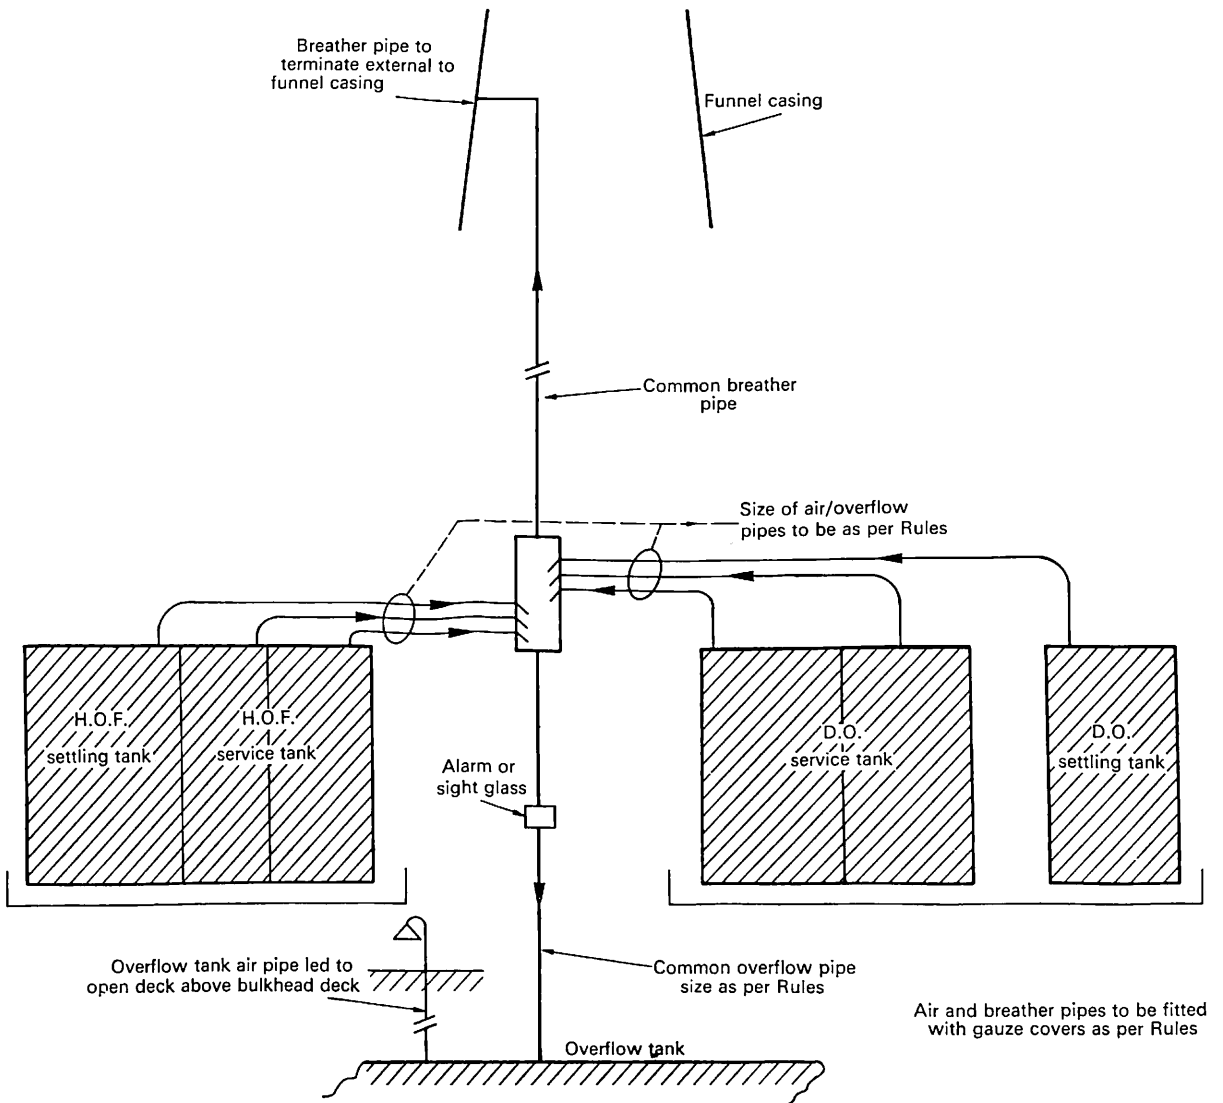 Breather pipe to
terminate external to
funnel casing
Funnel casing
Common breather
pipe
Size of air/overflow
pipes to be as per Rules
H.O.F.
settling tank
H.O.F.
service tank
D.O.
service tank
D.O.
settling tank
Alarm or
sight glass
Overflow tank air pipe led to
open deck above bulkhead deck
Common overflow pipe
size as per Rules
Air and breather pipes to be fitted
with gauze covers as per Rules
Overflow tank